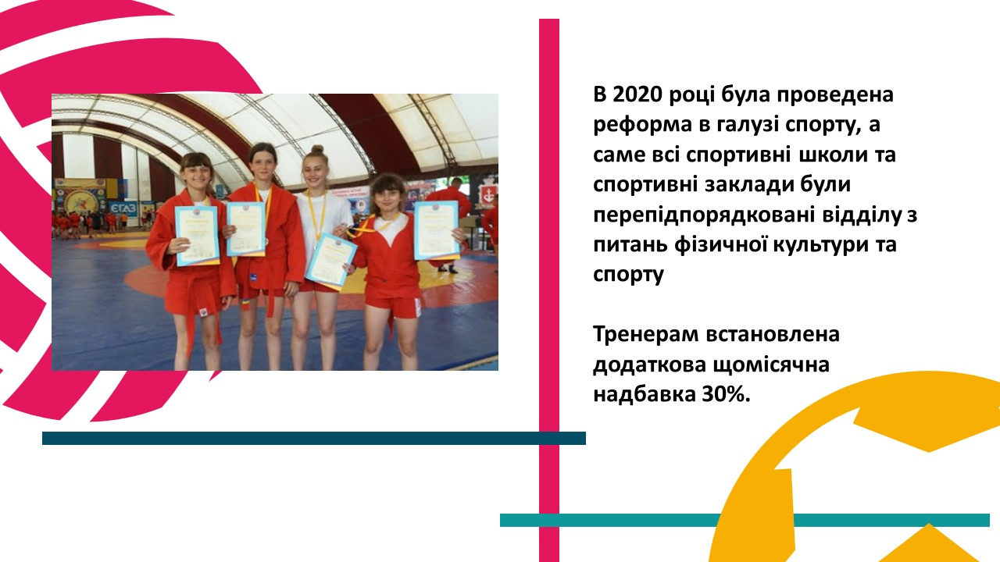 В 2020 році була проведена
реформа в галузі спорту, а
саме всі спортивні школи та
спортивні заклади були
перепідпорядковані відділу з
питань фізичної культури та
спорту
Тренерам встановлена
додаткова щомісячна
надбавка 30%.
ЄГАЗ